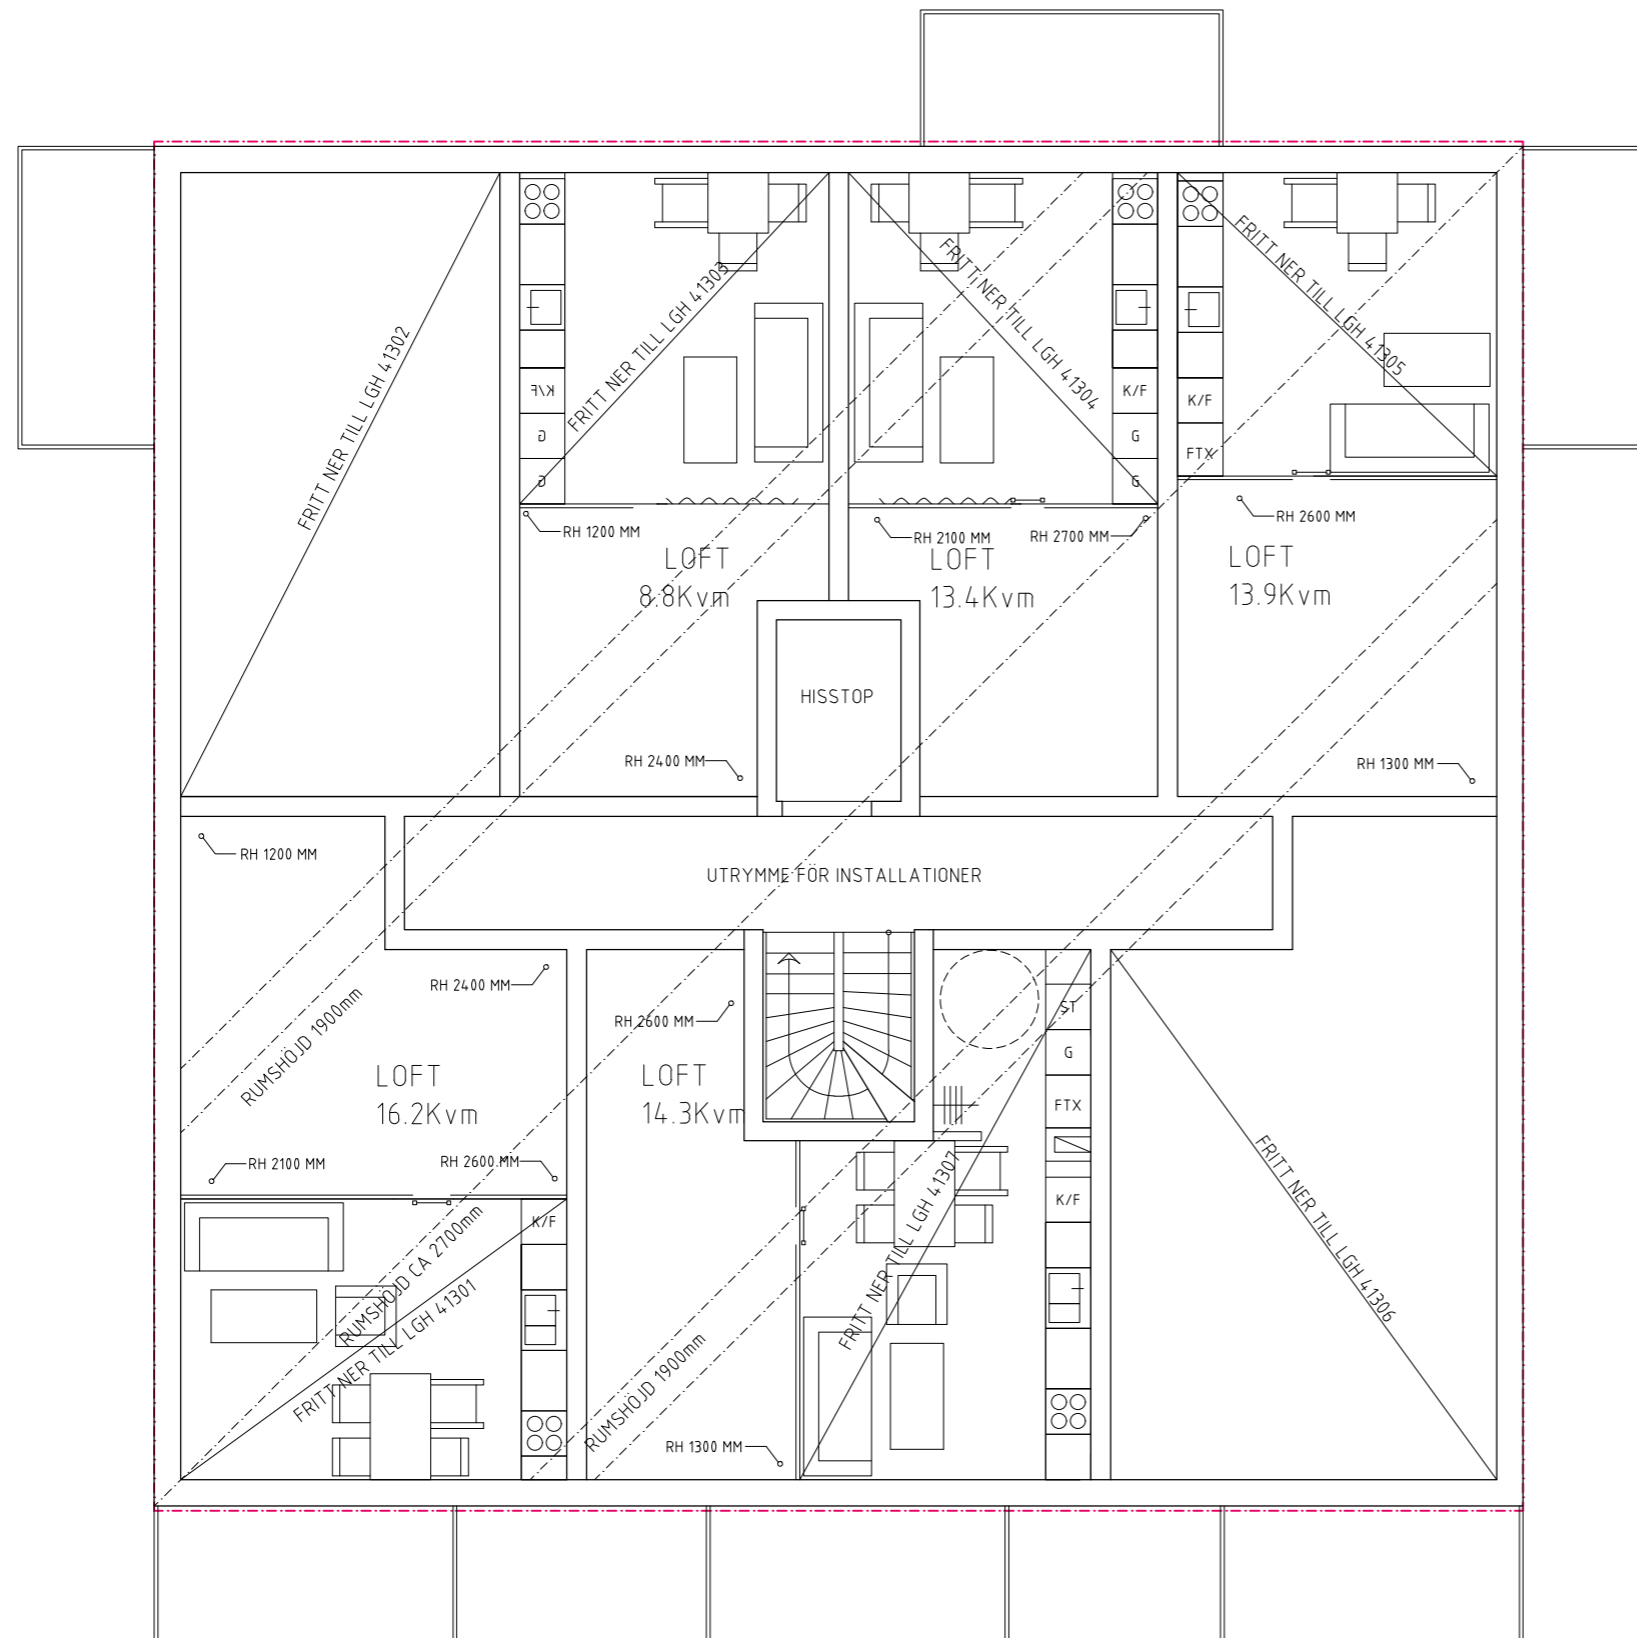 FRITT NER TILL LGH 41302
FRITT NER TILL LGH 41303
FRITT NER TILL LGH 41304
FRITT NER TILL LGH 41305
K/F
G
G
K/F
G
G
K/F
FTX
RH 1200 MM
LOFT
8.8Kvm
RH 2400 MM
RH 2100 MM
RH 2700 MM
LOFT
13.4Kvm
RH 2600 MM
LOFT
13.9Kvm
RH 1300 MM
HISSTOP
UTRYMME FÖR INSTALLATIONER
RH 1200 MM
RH 2400 MM
RUMSHÖJD 1900mm
LOFT
16.2Kvm
RH 2100 MM
RH 2600 MM
RH 2600 MM
LOFT
14.3Kvm
ST
G
FTX
K/F
K/F
RUMSHÖJD CA 2700mm
FRITT NER TILL LGH 41301
RUMSHÖJD 1900mm
RH 1300 MM
FRITT NER TILL LGH 41307
FRITT NER TILL LGH 41306